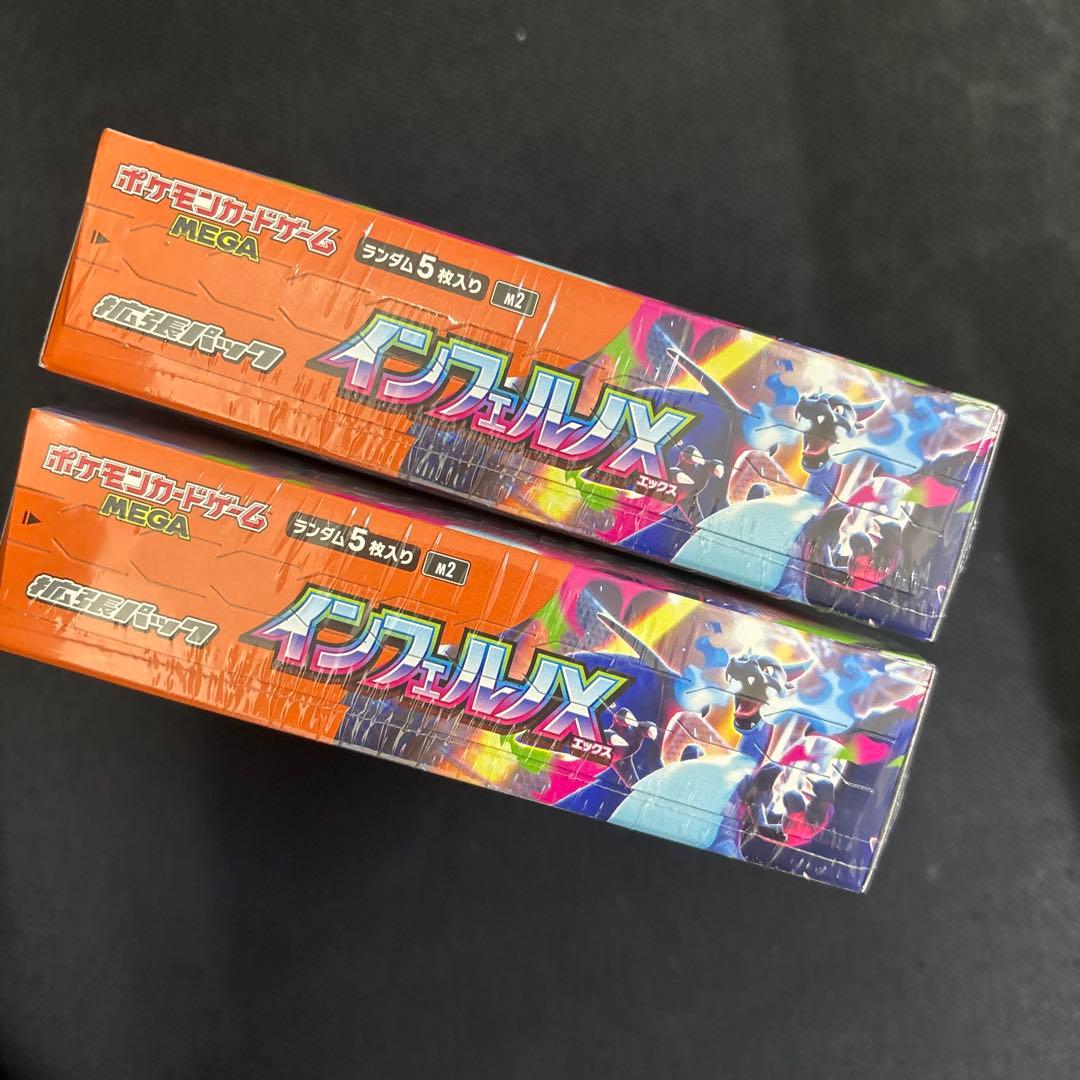 ポケモンカードゲーム
MEGA
ランダム5枚入り
M2
拡張パック
インフェルノX
エックス
ポケモンカードゲーム
MEGA
ランダム5枚入り
M2
拡張パック
インフェルノX
エックス